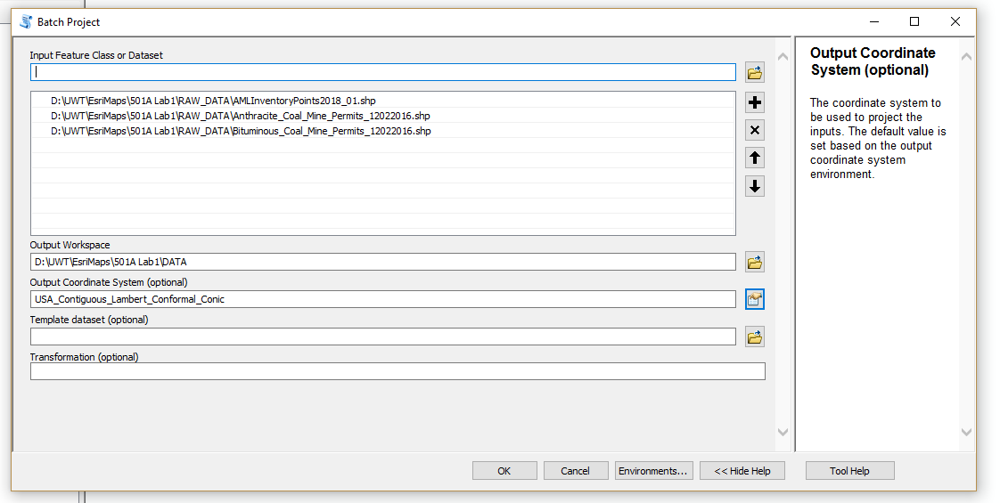 Batch Project
Input Feature Class or Dataset
D:\UWT\EsriMaps\501A Lab1\RAW_DATA\AMLInventoryPoints2018_01.shp
D:\UWT\EsriMaps\501A Lab1\RAW_DATA\Anthracite_Coal_Mine_Permits_12022016.shp
D:\UWT\EsriMaps\501A Lab1\RAW_DATA\Bituminous_Coal_Mine_Permits_12022016.shp
Output Workspace
D:\UWT\EsriMaps\501A Lab1\DATA
Output Coordinate System (optional)
USA_Contiguous_Lambert_Conformal_Conic
Template dataset (optional)
Transformation (optional)
OK
Cancel
Environments...
<< Hide Help
Output Coordinate
System (optional)
The coordinate system to
be used to project the
inputs. The default value is
set based on the output
coordinate system
environment.
Tool Help